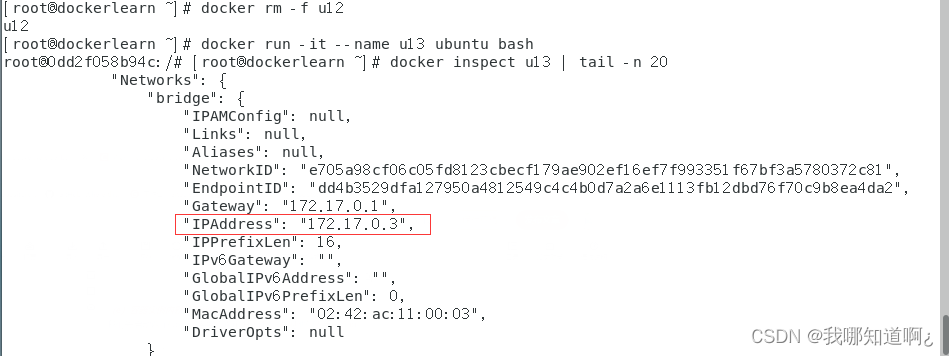 [root@dockerlearn ~]# docker rm -f u12
u12
[root@dockerlearn ~]# docker run -it --name u13 ubuntu bash
root@0dd2f058b94c:/# [root@dockerlearn ~]# docker inspect u13 | tail -n 20
"Networks": {
"bridge": {
"IPAMConfig": null,
"Links": null,
"Aliases": null,
"NetworkID": "e705a98cf06c05fd8123cbecf179ae902ef16ef7f993351f67bf3a5780372c81",
"EndpointID": "dd4b3529dfa127950a4812549c4c4b0d7a2a6e1113fb12dbd76f70c9b8ea4da2",
"Gateway": "172.17.0.1",
"IPAddress": "172.17.0.3",
"IPPrefixLen": 16,
"IPv6Gateway": "",
"GlobalIPv6Address": "",
"GlobalIPv6PrefixLen": 0,
"MacAddress": "02:42:ac:11:00:03",
"DriverOpts": null
}
CSDN @我哪知道啊¿